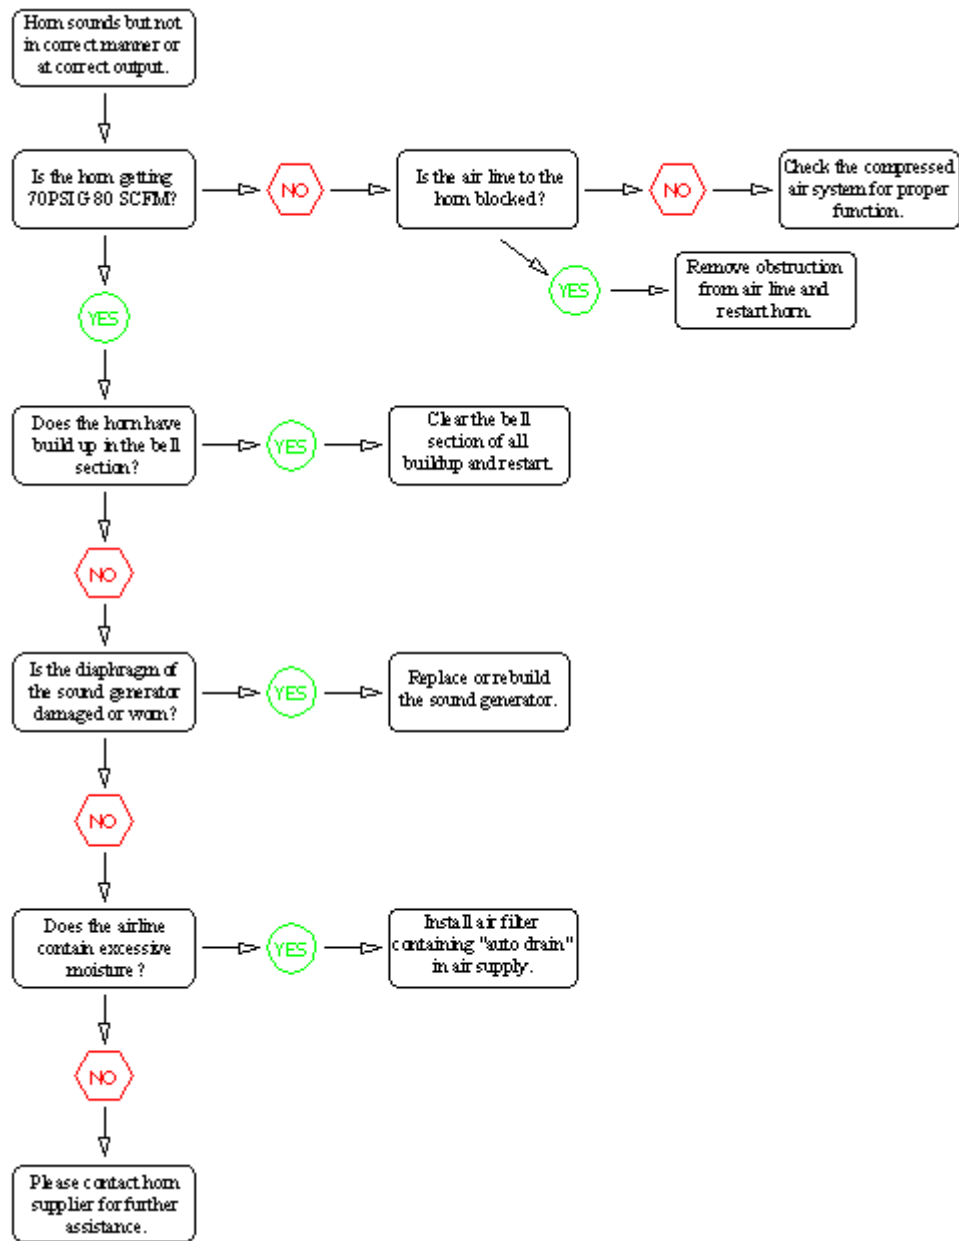 Horn sounds but not
in correct manner or
at correct output.
Is the horn getting
70PSIG 80 SCFM?
NO
Is the air line to the
horn blocked?
NO
Check the compressed
air system for proper
function.
YES
Remove obstruction
from air line and
restart horn.
YES
Does the horn have
build up in the bell
section?
YES
Clear the bell
section of all
buildup and restart.
NO
Is the diaphragm of
the sound generator
damaged or worn?
YES
Replace or rebuild
the sound generator.
NO
Does the airline
contain excessive
moisture?
YES
Install air filter
containing "auto drain"
in air supply.
NO
Please contact horn
supplier for further
assistance.